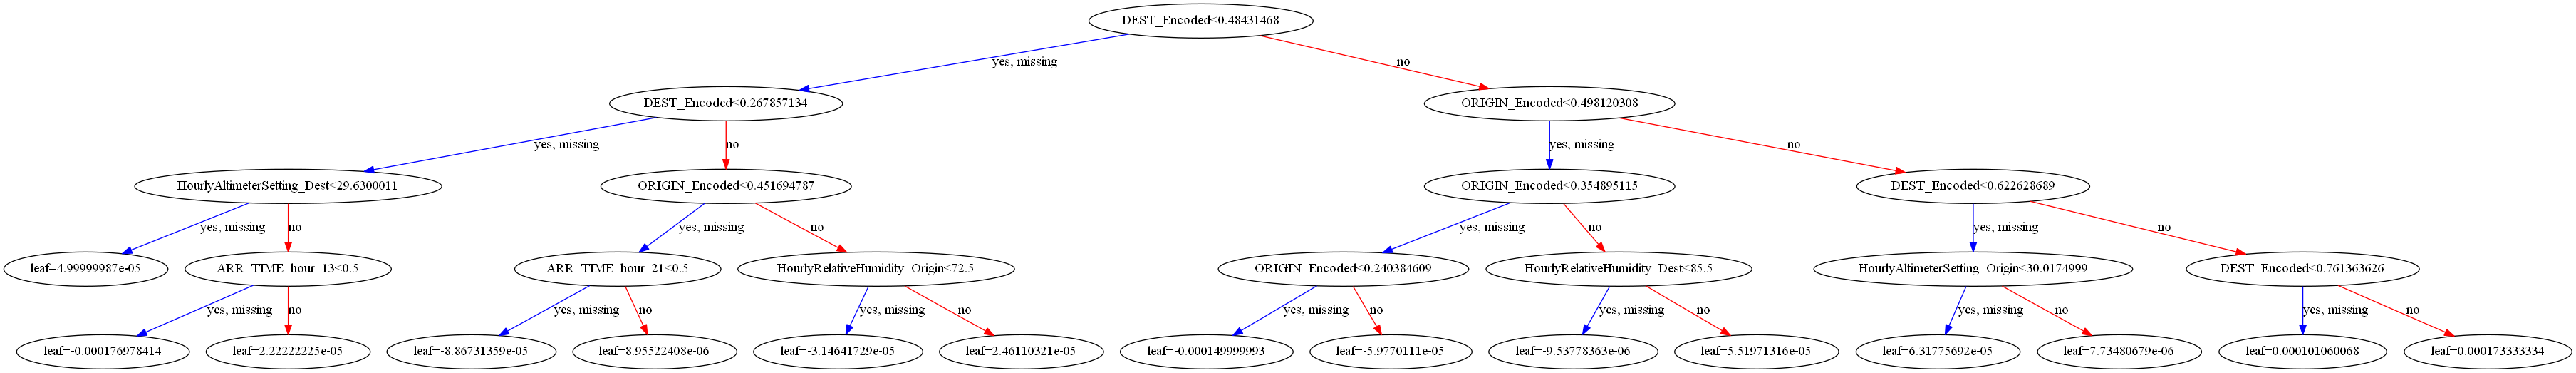 DEST_Encoded<0.48431468
yes, missing
no
DEST_Encoded<0.267857134
ORIGIN_Encoded<0.498120308
yes, missing
no
yes, missing
no
HourlyAltimeterSetting_Dest<29.6300011
ORIGIN_Encoded<0.451694787
ORIGIN_Encoded<0.354895115
DEST_Encoded<0.622628689
yes, missing
no
yes, missing
no
yes, missing
no
yes, missing
no
leaf=4.99999987e-05
ARR_TIME_hour_13<0.5
ARR_TIME_hour_21<0.5
HourlyRelativeHumidity_Origin<72.5
ORIGIN_Encoded<0.240384609
HourlyRelativeHumidity_Dest<85.5
HourlyAltimeterSetting_Origin<30.0174999
DEST_Encoded<0.761363626
yes, missing
no
yes, missing
no
yes, missing
no
yes, missing
no
yes, missing
no
yes, missing
no
yes, missing
no
leaf=-0.000176978414
leaf=2.22222225e-05
leaf=-8.86731359e-05
leaf=8.95522408e-06
leaf=-3.14641729e-05
leaf=2.46110321e-05
leaf=-0.000149999993
leaf=-5.9770111e-05
leaf=-9.53778363e-06
leaf=5.51971316e-05
leaf=6.31775692e-05
leaf=7.73480679e-06
leaf=0.000101060068
leaf=0.000173333334